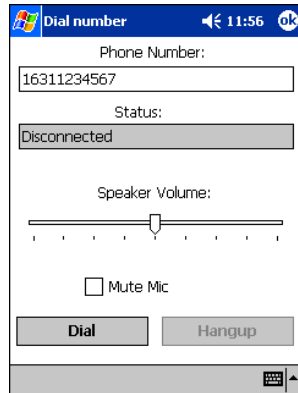 Dial number 11:56 ok
Phone Number:
16311234567
Status:
Disconnected
Speaker Volume:
Mute Mic
Dial Hangup